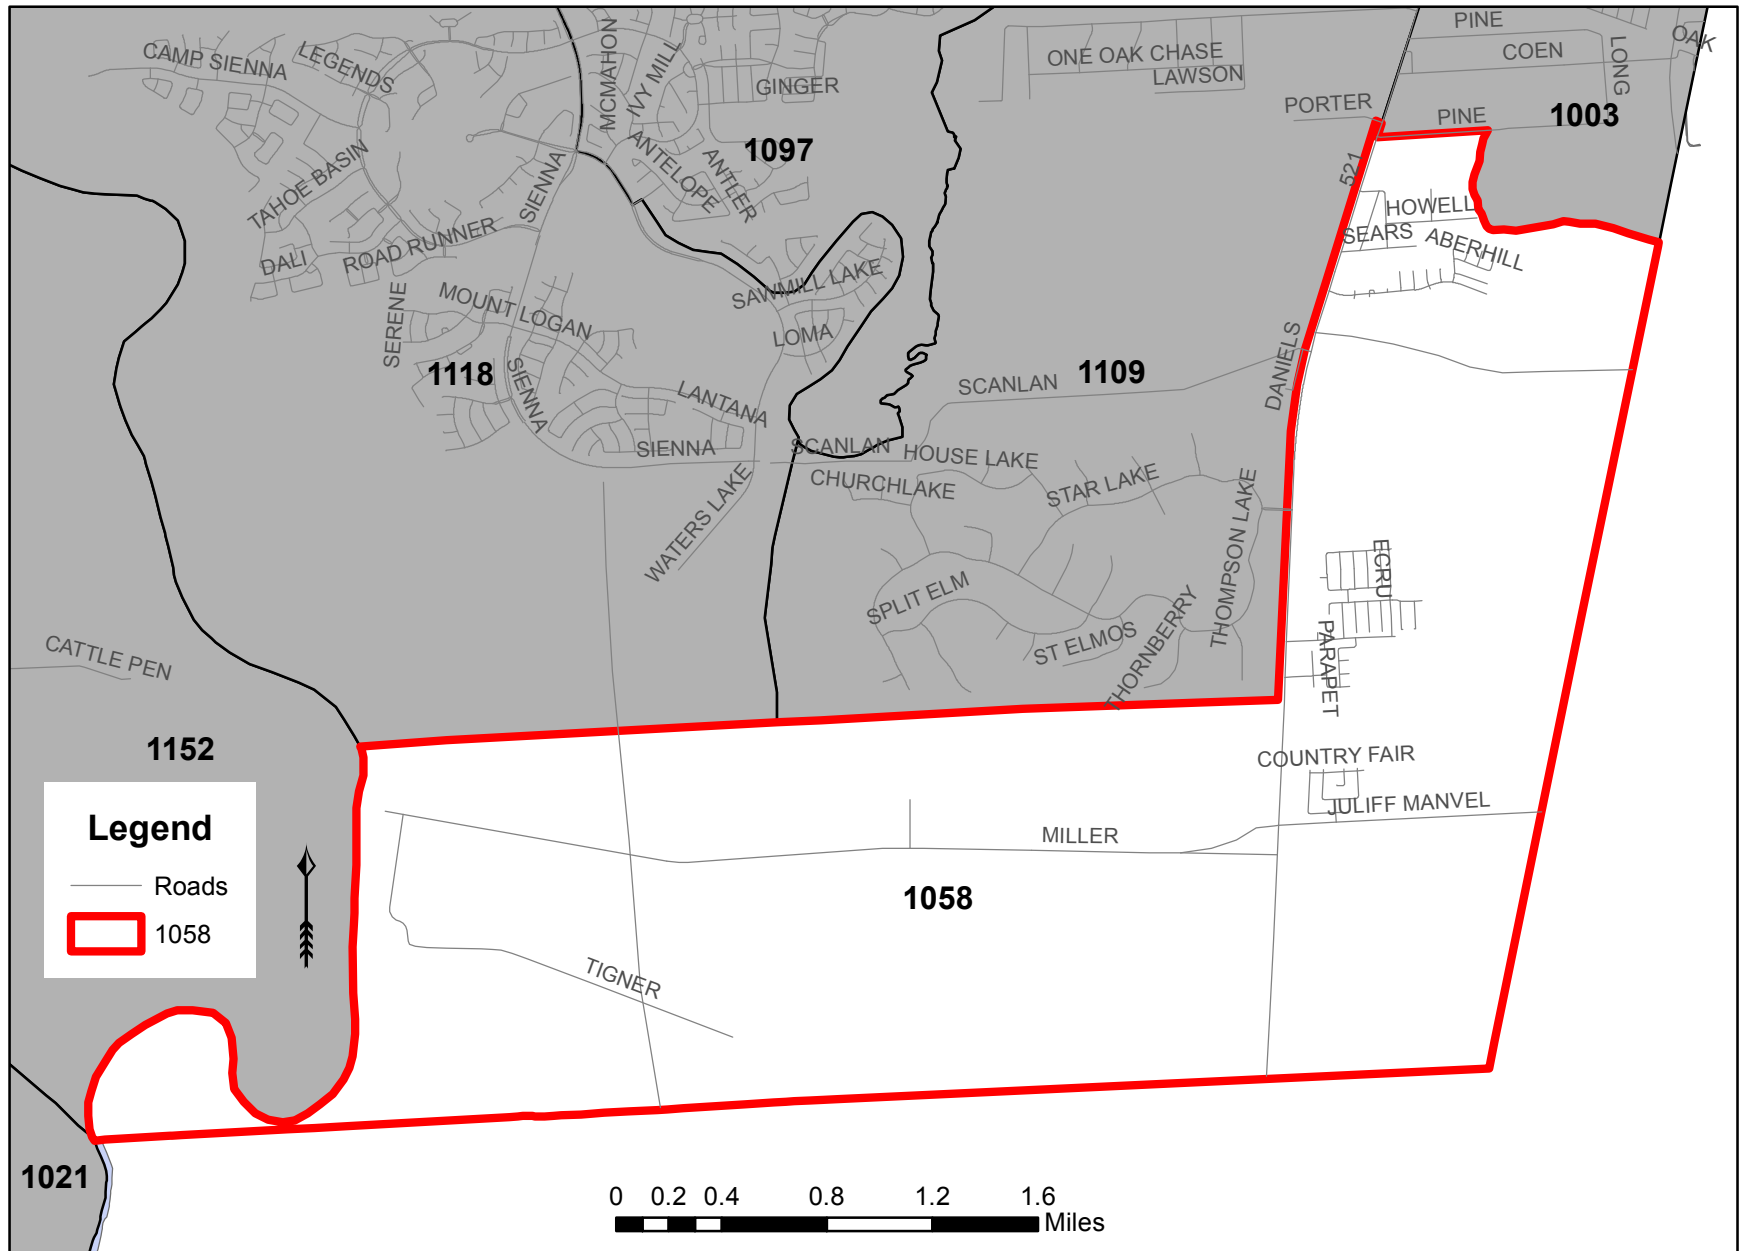 PINE
OAK
COEN
LONG
CAMP SIENNA
LEGENDS
MCMAHON
IVY MILL
GINGER
ONE OAK CHASE
LAWSON
PORTER
PINE
1003
1097
ANTELOPE
ANTLER
TAHOE BASIN
SIENNA
521
HOWELL
SEARS
ABERHILL
DALI
ROAD RUNNER
SAWMILL LAKE
SERENE
MOUNT LOGAN
LOMA
1118
SIENNA
1109
DANIELS
SCANLAN
LANTANA
SIENNA
SCANLAN
HOUSE LAKE
CHURCHLAKE
STAR LAKE
WATERS LAKE
THOMPSON LAKE
ECRU
SPLIT ELM
ST ELMOS
THORNBERRY
PARAPET
CATTLE PEN
1152
COUNTRY FAIR
JULIFF MANVEL
MILLER
Legend
Roads
1058
1058
TIGNER
1021
0 0.2 0.4 0.8 1.2 1.6
Miles